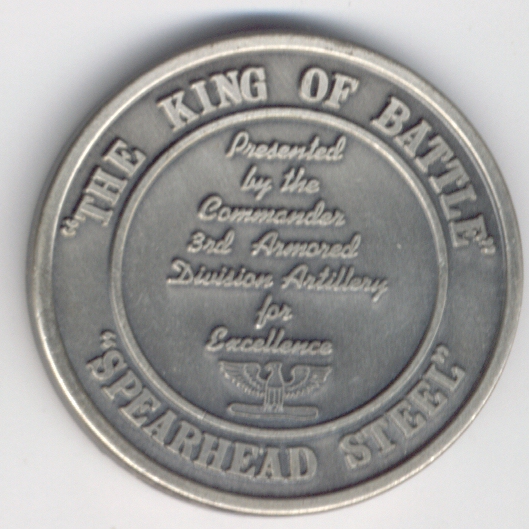 "THE KING OF BATTLE"
Presented
by the
Commander
3rd Armored
Division Artillery
for
Excellence
"SPEARHEAD STEEL"